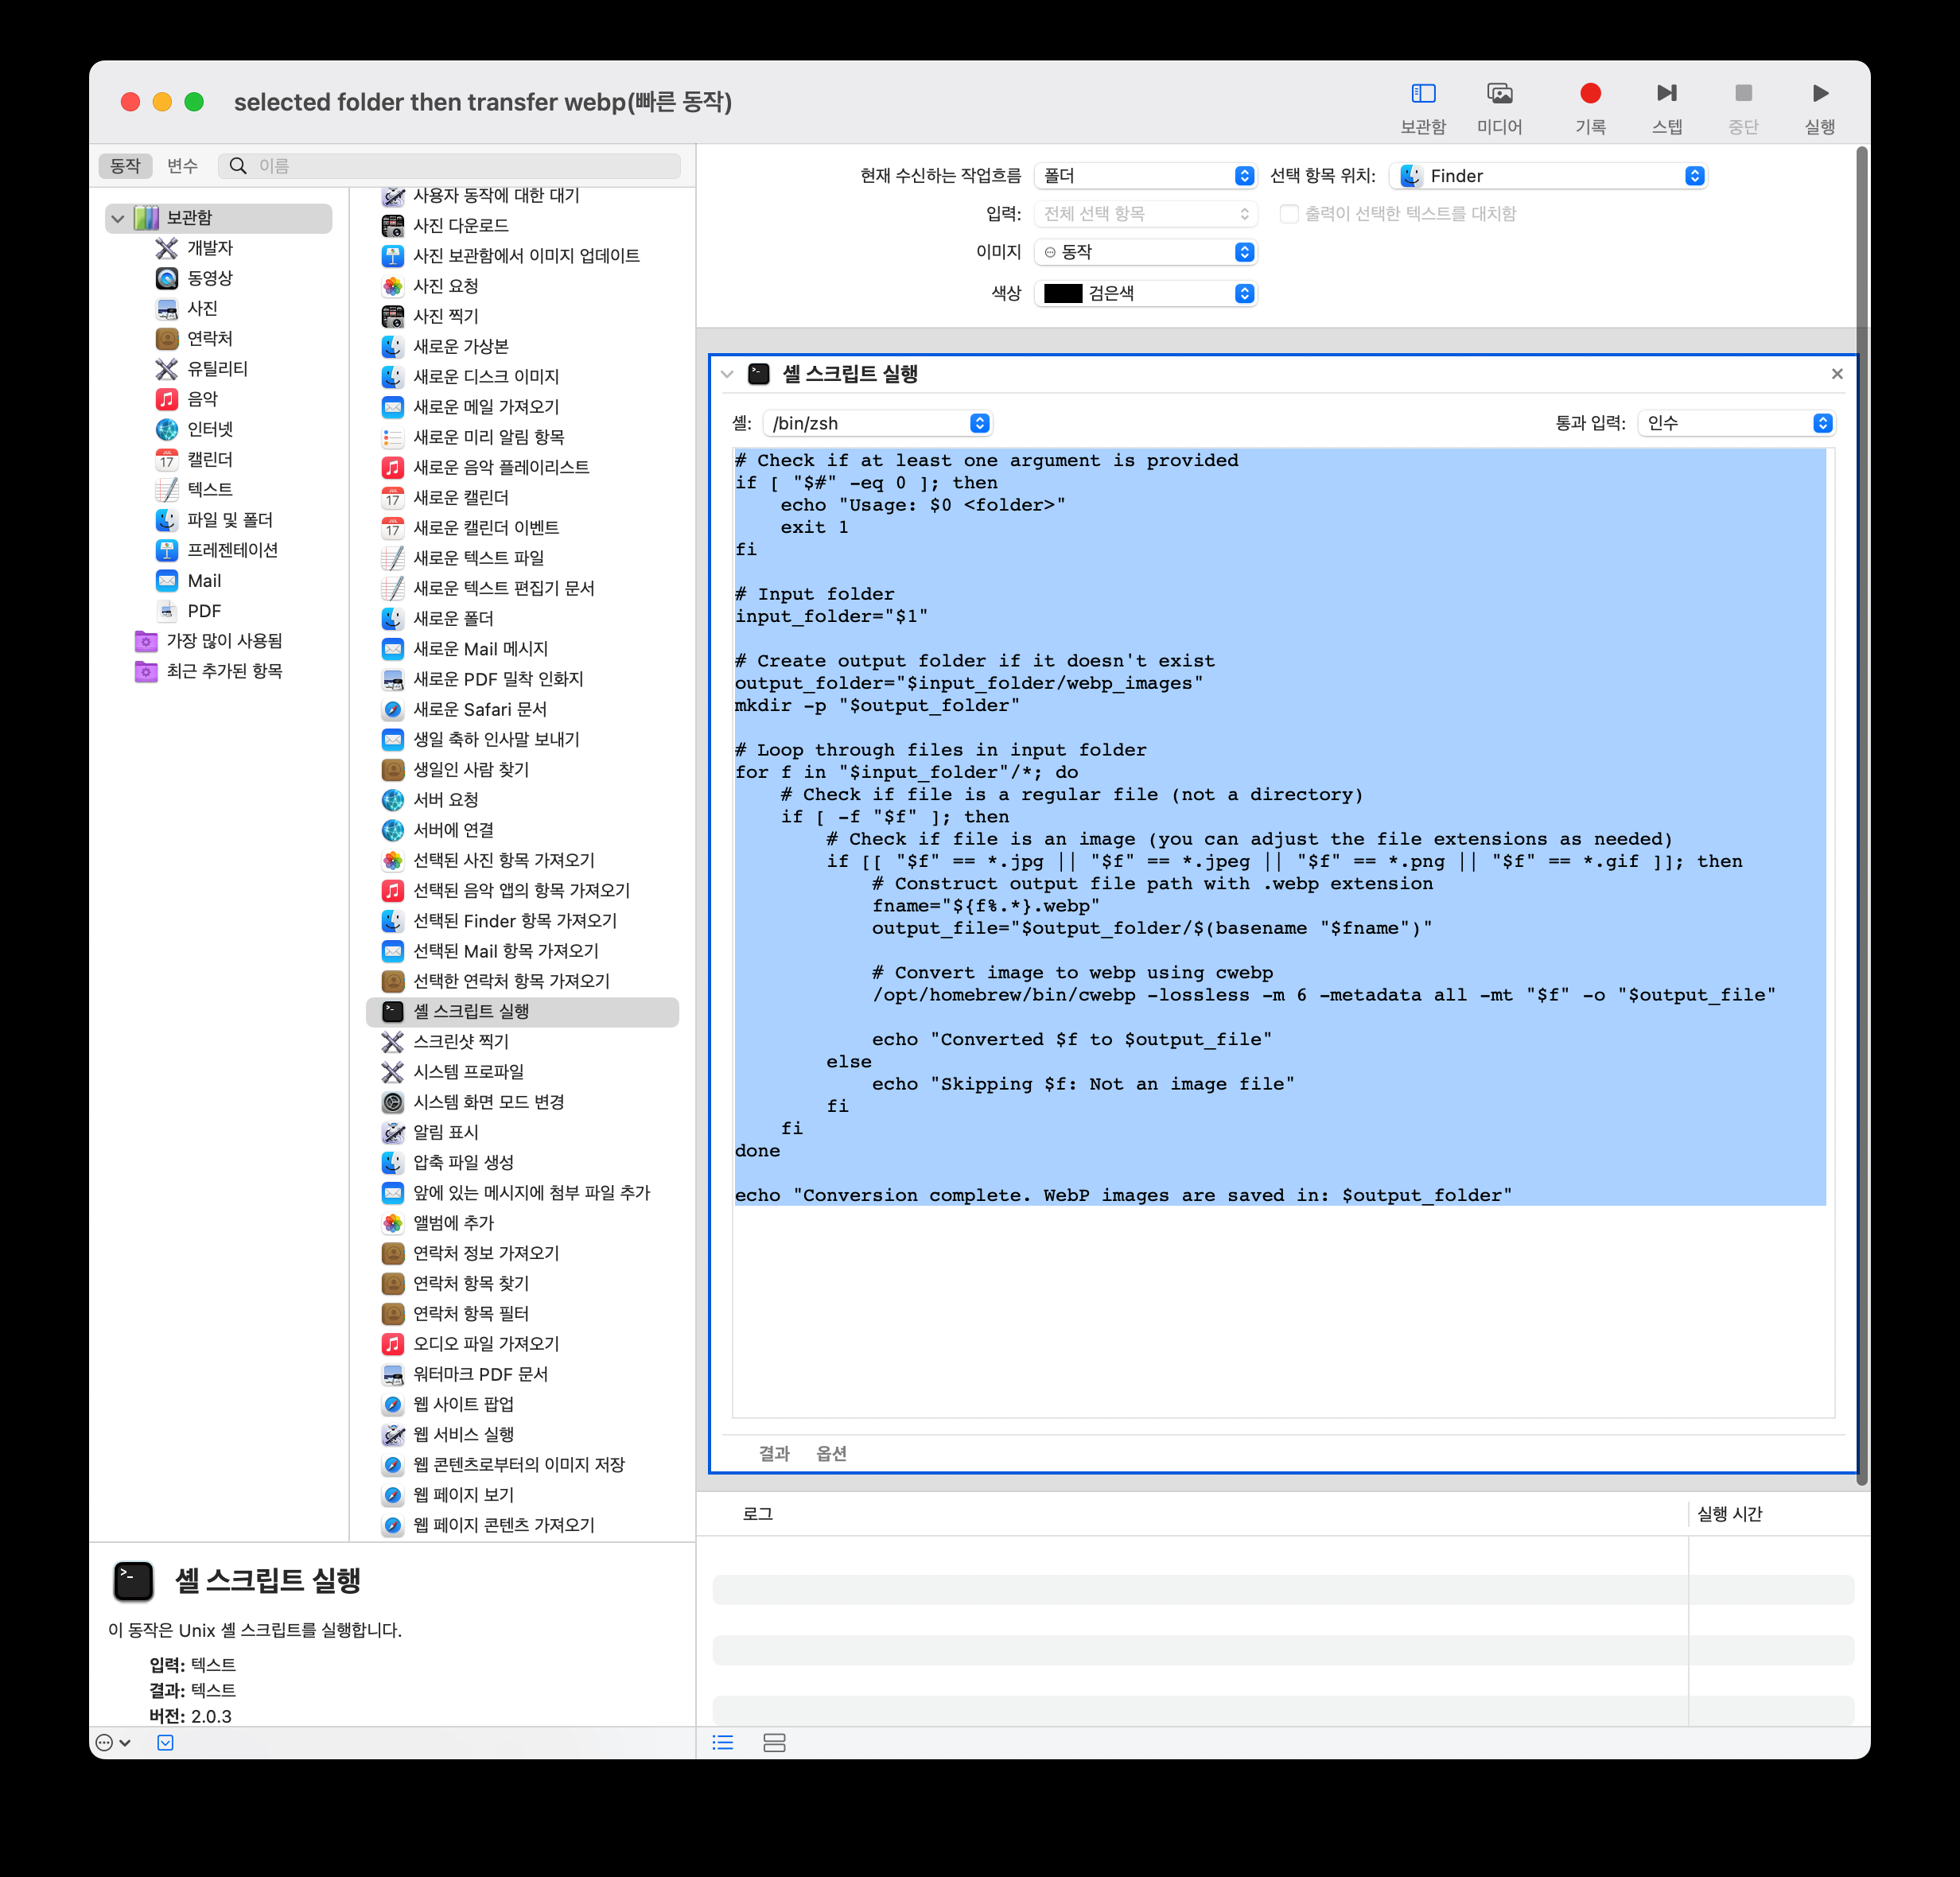 selected folder then transfer webp(빠른 동작)
보관함
미디어
기록
스텝
중단
실행
동작
변수
이름
보관함
개발자
동영상
사진
연락처
유틸리티
음악
인터넷
캘린더
텍스트
파일 및 폴더
프레젠테이션
Mail
PDF
가장 많이 사용됨
최근 추가된 항목
사용자 동작에 대한 대기
사진 다운로드
사진 보관함에서 이미지 업데이트
사진 요청
사진 찍기
새로운 가상본
새로운 디스크 이미지
새로운 메일 가져오기
새로운 미리 알림 항목
새로운 음악 플레이리스트
새로운 캘린더
새로운 캘린더 이벤트
새로운 텍스트 파일
새로운 텍스트 편집기 문서
새로운 폴더
새로운 Mail 메시지
새로운 PDF 밀착 인화지
새로운 Safari 문서
생일 축하 인사말 보내기
생일인 사람 찾기
서버 요청
서버에 연결
선택된 사진 항목 가져오기
선택된 음악 앱의 항목 가져오기
선택된 Finder 항목 가져오기
선택된 Mail 항목 가져오기
선택한 연락처 항목 가져오기
셸 스크립트 실행
스크린샷 찍기
시스템 프로파일
시스템 화면 모드 변경
알림 표시
압축 파일 생성
앞에 있는 메시지에 첨부 파일 추가
앨범에 추가
연락처 정보 가져오기
연락처 항목 찾기
연락처 항목 필터
오디오 파일 가져오기
워터마크 PDF 문서
웹 사이트 팝업
웹 서비스 실행
웹 콘텐츠로부터의 이미지 저장
웹 페이지 보기
웹 페이지 콘텐츠 가져오기
셸 스크립트 실행
이 동작은 Unix 셸 스크립트를 실행합니다.
입력: 텍스트
결과: 텍스트
버전: 2.0.3
현재 수신하는 작업흐름 폴더 선택 항목 위치: Finder
입력: 전체 선택 항목 출력이 선택한 텍스트를 대치함
이미지 동작
색상 검은색
셸 스크립트 실행
셸: /bin/zsh 통과 입력: 인수
# Check if at least one argument is provided
if [ "$#" -eq 0 ]; then
    echo "Usage: $0 <folder>"
    exit 1
fi

# Input folder
input_folder="$1"

# Create output folder if it doesn't exist
output_folder="$input_folder/webp_images"
mkdir -p "$output_folder"

# Loop through files in input folder
for f in "$input_folder"/*; do
    # Check if file is a regular file (not a directory)
    if [ -f "$f" ]; then
        # Check if file is an image (you can adjust the file extensions as needed)
        if [[ "$f" == *.jpg || "$f" == *.jpeg || "$f" == *.png || "$f" == *.gif ]]; then
            # Construct output file path with .webp extension
            fname="${f%.*}.webp"
            output_file="$output_folder/$(basename "$fname")"

            # Convert image to webp using cwebp
            /opt/homebrew/bin/cwebp -lossless -m 6 -metadata all -mt "$f" -o "$output_file"

            echo "Converted $f to $output_file"
        else
            echo "Skipping $f: Not an image file"
        fi
    fi
done

echo "Conversion complete. WebP images are saved in: $output_folder"
결과 옵션
로그 실행 시간